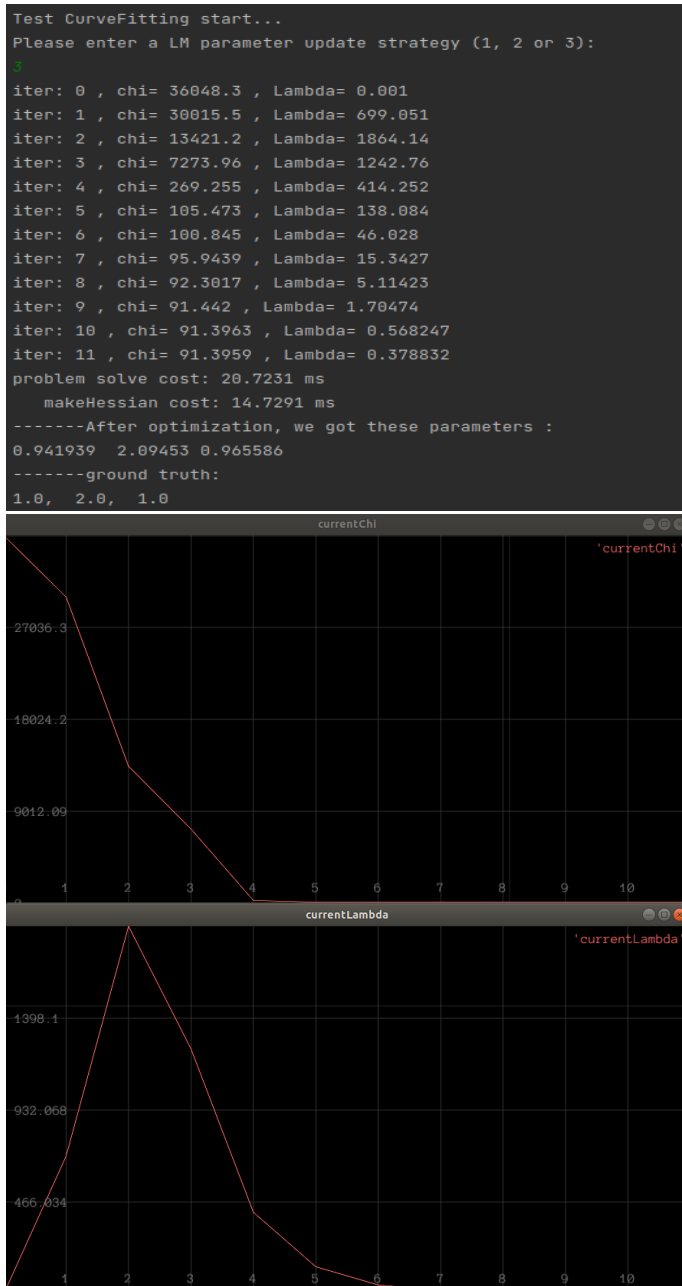 Test CurveFitting start...
Please enter a LM parameter update strategy (1, 2 or 3):
3
iter: 0 , chi= 36048.3 , Lambda= 0.001
iter: 1 , chi= 30015.5 , Lambda= 699.051
iter: 2 , chi= 13421.2 , Lambda= 1864.14
iter: 3 , chi= 7273.96 , Lambda= 1242.76
iter: 4 , chi= 269.255 , Lambda= 414.252
iter: 5 , chi= 105.473 , Lambda= 138.084
iter: 6 , chi= 100.845 , Lambda= 46.028
iter: 7 , chi= 95.9439 , Lambda= 15.3427
iter: 8 , chi= 92.3017 , Lambda= 5.11423
iter: 9 , chi= 91.442 , Lambda= 1.70474
iter: 10 , chi= 91.3963 , Lambda= 0.568247
iter: 11 , chi= 91.3959 , Lambda= 0.378832
problem solve cost: 20.7231 ms
   makeHessian cost: 14.7291 ms
-------After optimization, we got these parameters :
0.941939  2.09453 0.965586
-------ground truth:
1.0,  2.0,  1.0
currentChi
'currentChi'
27036.3
18024.2
9012.09
1 2 3 4 5 6 7 8 9 10
0
currentLambda
'currentLambda'
1398.1
932.068
466.034
1 2 3 4 5 6 7 8 9 10